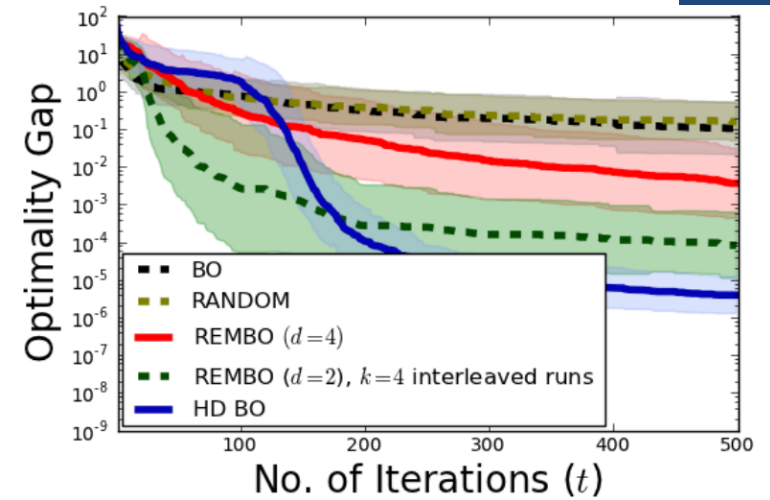 10^2
10^1
10^0
10^-1
10^-2
10^-3
10^-4
10^-5
10^-6
10^-7
10^-8
10^-9
Optimality Gap
BO
RANDOM
REMBO (d=4)
REMBO (d=2), k=4 interleaved runs
HD BO
100 200 300 400 500
No. of Iterations (t)